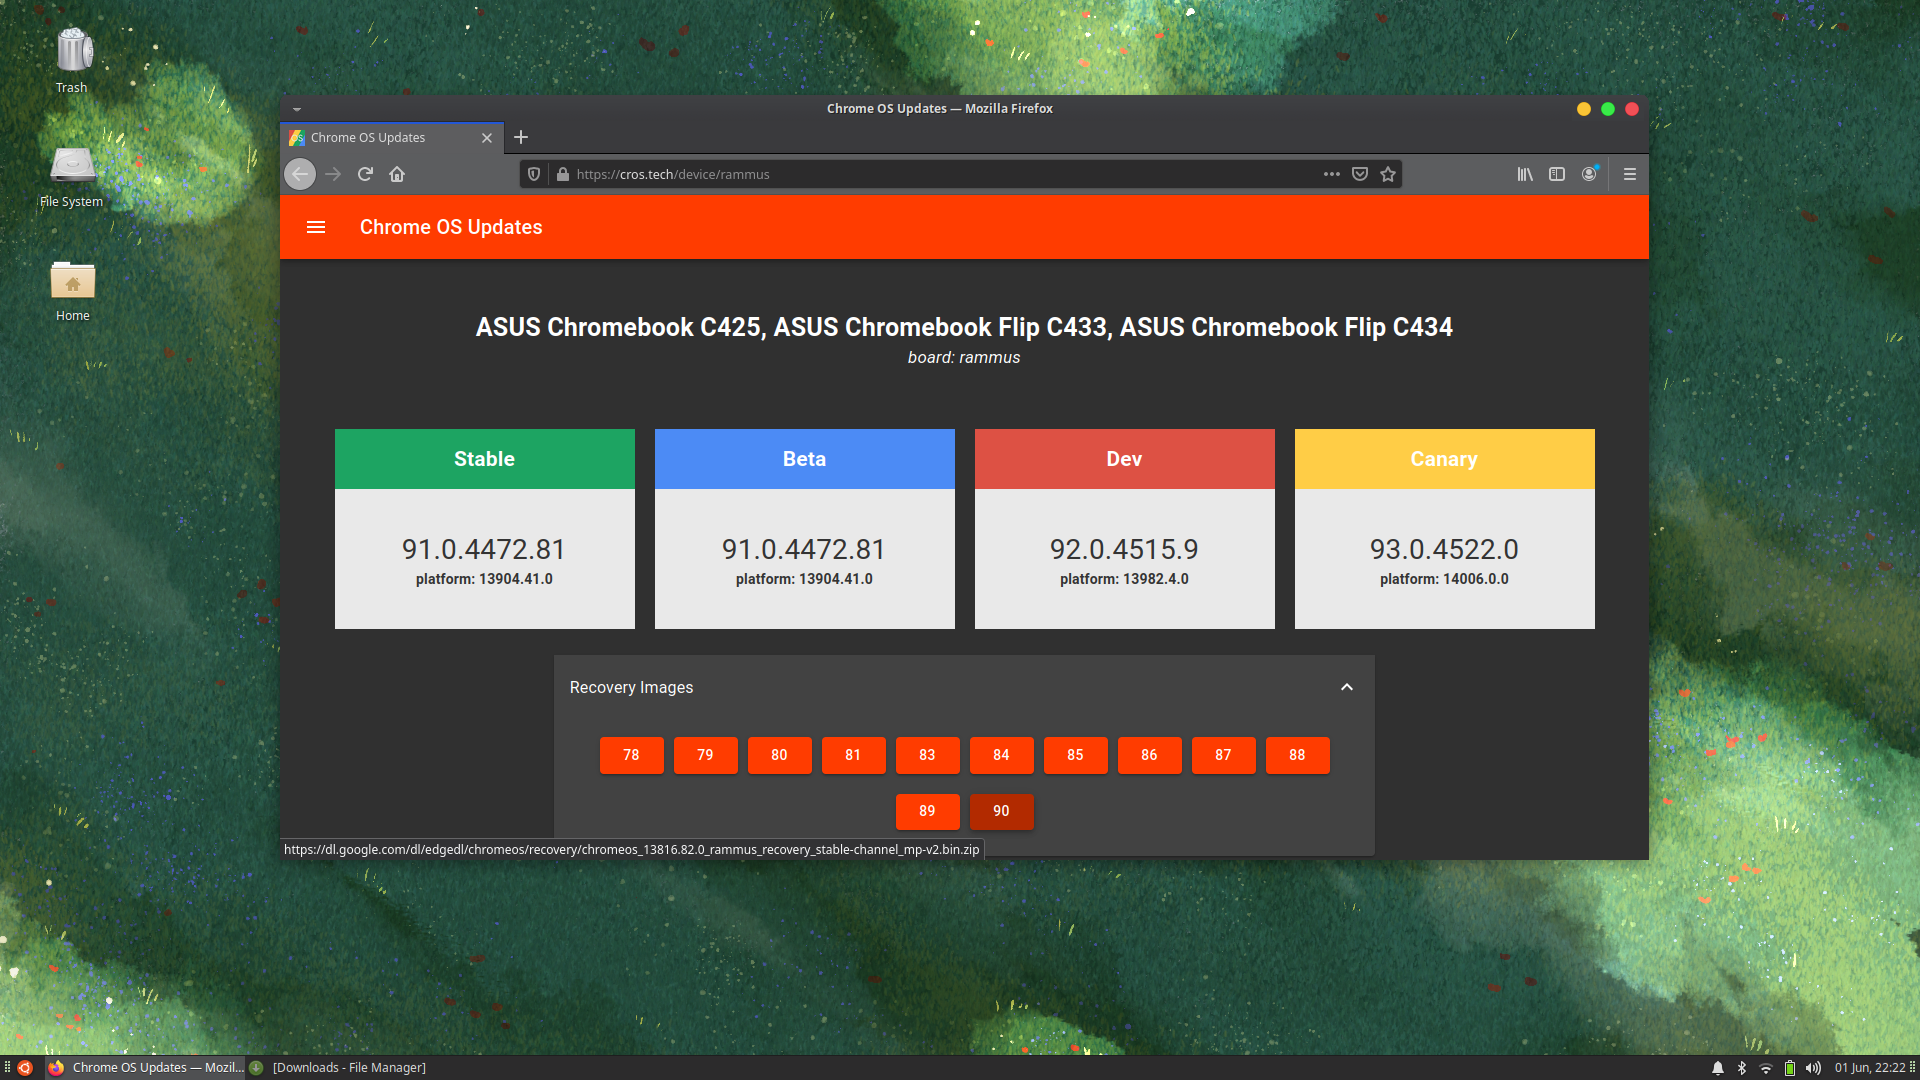 Trash
File System
Home
Chrome OS Updates — Mozilla Firefox
Chrome OS Updates
https://cros.tech/device/rammus
Chrome OS Updates
ASUS Chromebook C425, ASUS Chromebook Flip C433, ASUS Chromebook Flip C434
board: rammus
Stable
91.0.4472.81
platform: 13904.41.0
Beta
91.0.4472.81
platform: 13904.41.0
Dev
92.0.4515.9
platform: 13982.4.0
Canary
93.0.4522.0
platform: 14006.0.0
Recovery Images
78 79 80 81 83 84 85 86 87 88
89 90
https://dl.google.com/dl/edgedl/chromeos/recovery/chromeos_13816.82.0_rammus_recovery_stable-channel_mp-v2.bin.zip
Chrome OS Updates — Mozil...
[Downloads - File Manager]
01 Jun, 22:22